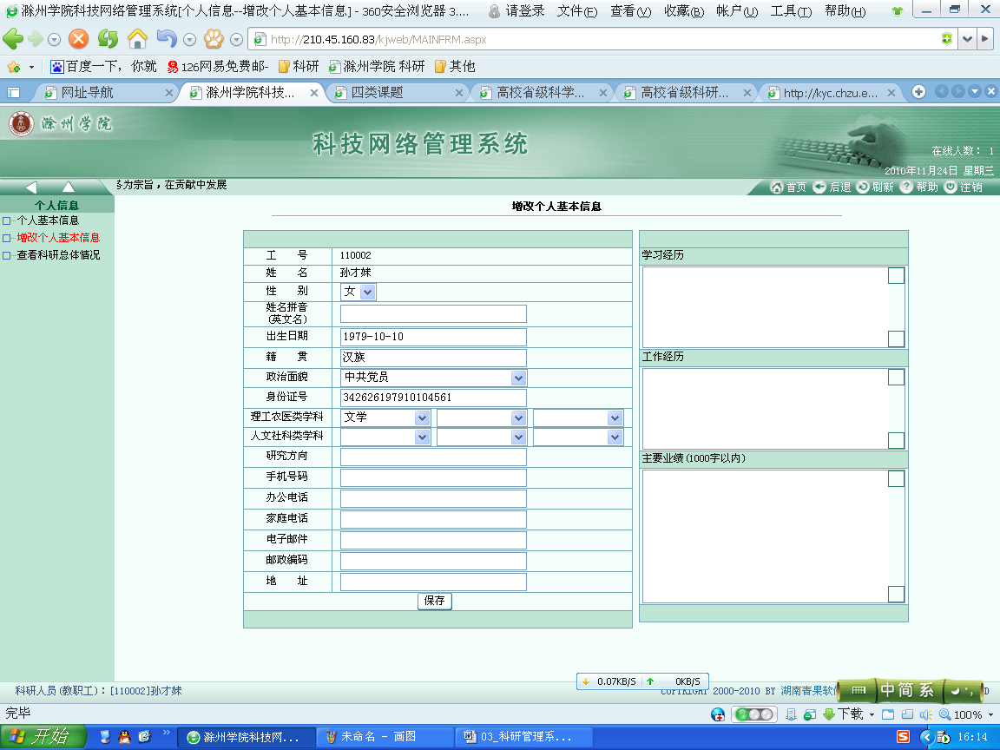 滁州学院科技网络管理系统[个人信息--增改个人基本信息] - 360安全浏览器 3.... 请登录 文件(F) 查看(V) 收藏(B) 帐户(U) 工具(T) 帮助(H)
http://210.45.160.83/kjweb/MAINFRM.aspx
百度一下，你就 126网易免费邮- 科研 滁州学院 科研 其他
网址导航 滁州学院科技... 四类课题 高校省级科学... 高校省级科研... http://kyc.chzu.e...
滁州学院
科技网络管理系统
在线人数： 1
2010年11月24日 星期三
为宗旨，在贡献中发展 首页 后退 刷新 帮助 注销
个人信息
个人基本信息
增改个人基本信息
查看科研总体情况
增改个人基本信息
工 号 110002
姓 名 孙才妹
性 别 女
姓名拼音
(英文名)
出生日期 1979-10-10
籍 贯 汉族
政治面貌 中共党员
身份证号 342626197910104561
理工农医类学科 文学
人文社科类学科
研究方向
手机号码
办公电话
家庭电话
电子邮件
邮政编码
地 址
保存
学习经历
工作经历
主要业绩(1000字以内)
0.07KB/S 0KB/S
科研人员(教职工)：[110002]孙才妹 COPYRIGHT 2000-2010 BY 湖南青果软件 D
中简系
完毕 下载 100%
开始 滁州学院科技网... 未命名 - 画图 03_科研管理系... 16:14